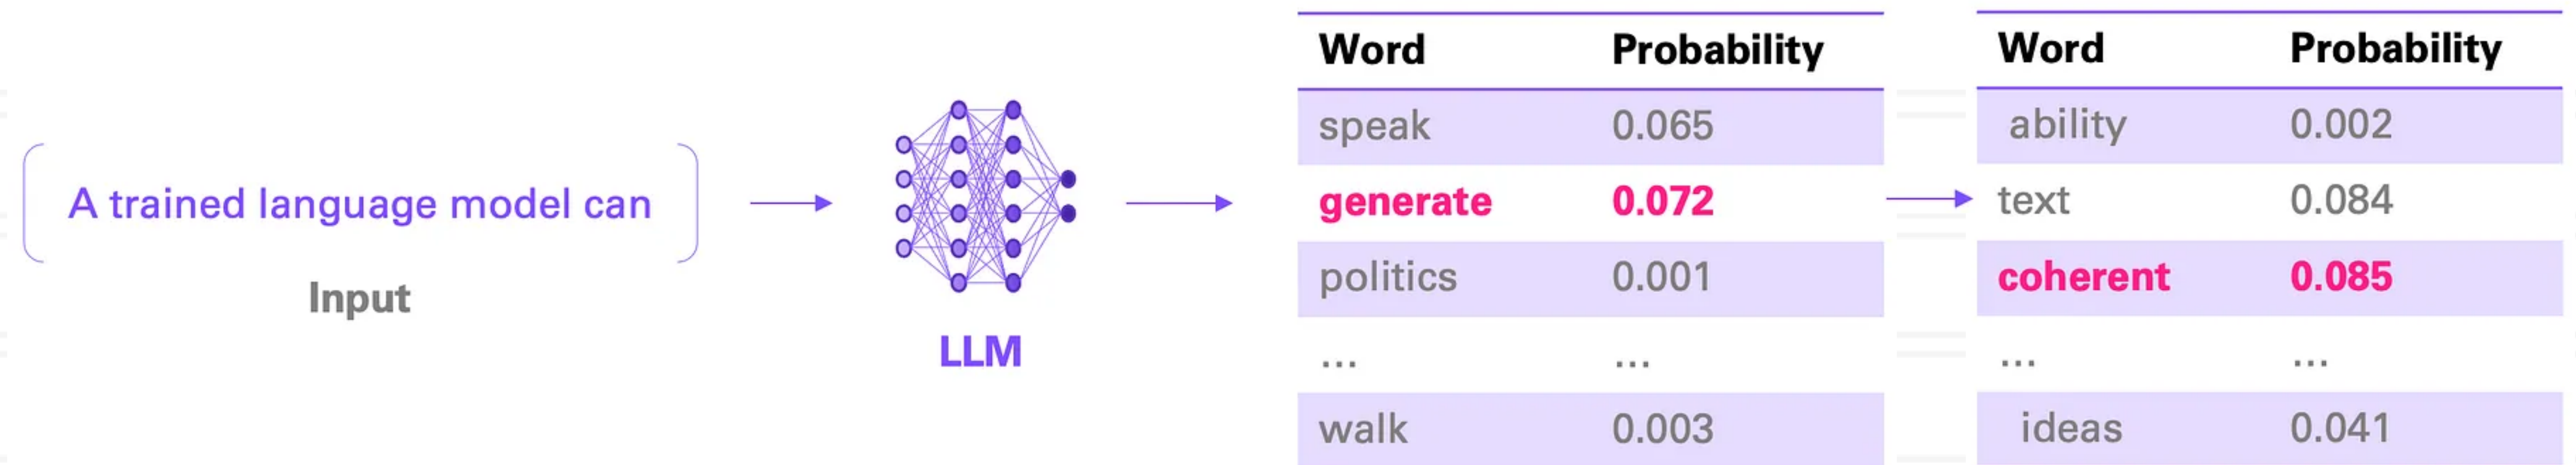 A trained language model can
Input
LLM
Word Probability
speak 0.065
generate 0.072
politics 0.001
... ...
walk 0.003
Word Probability
ability 0.002
text 0.084
coherent 0.085
... ...
ideas 0.041